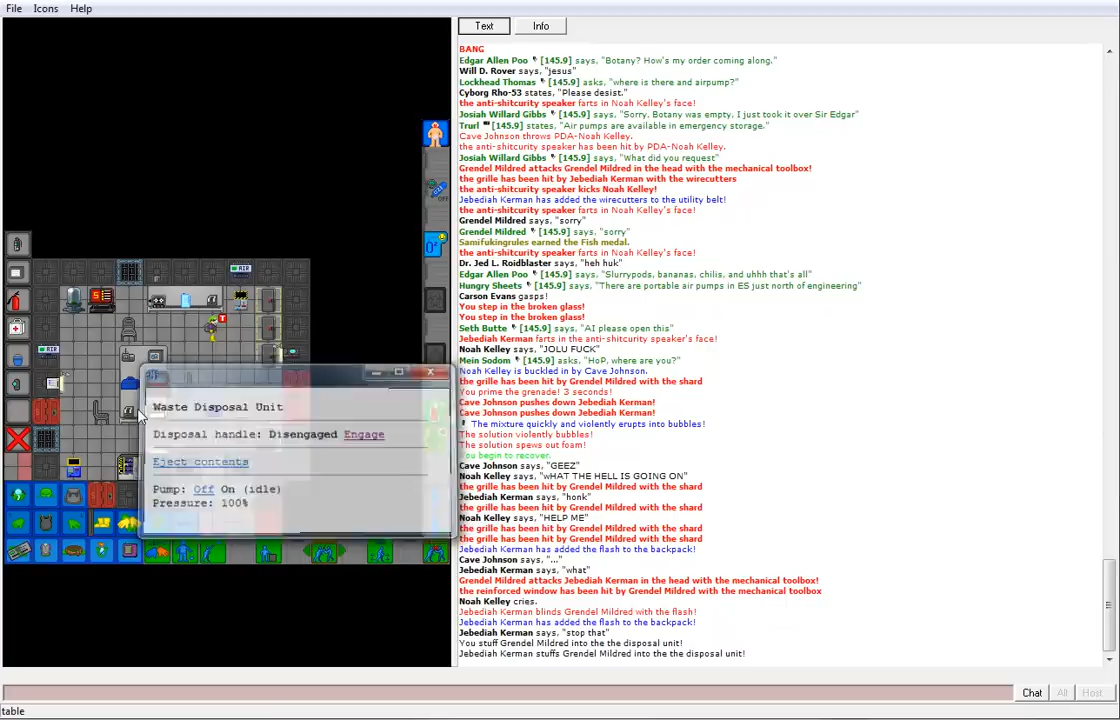 File Icons Help
Text Info
BANG
Edgar Allen Poo [145.9] says, "Botany? How's my order coming along."
Will D. Rover says, "jesus"
Lockhead Thomas [145.9] asks, "where is there and airpump?"
Cyborg Rho-53 states, "Please desist."
the anti-shitcurity speaker farts in Noah Kelley's face!
Josiah Willard Gibbs [145.9] says, "Sorry. Botany was empty, I just took it over Sir Edgar"
Trurl [145.9] states, "Air pumps are available in emergency storage."
Cave Johnson throws PDA-Noah Kelley.
the anti-shitcurity speaker has been hit by PDA-Noah Kelley.
Josiah Willard Gibbs [145.9] says, "What did you request"
Grendel Mildred attacks Grendel Mildred in the head with the mechanical toolbox!
the grille has been hit by Jebediah Kerman with the wirecutters
the anti-shitcurity speaker kicks Noah Kelley!
Jebediah Kerman has added the wirecutters to the utility belt!
the anti-shitcurity speaker farts in Noah Kelley's face!
Grendel Mildred says, "sorry"
Grendel Mildred [145.9] says, "sorry"
Samifukingrules earned the Fish medal.
the anti-shitcurity speaker farts in Noah Kelley's face!
Dr. Jed L. Roidblaster says, "heh huk"
Edgar Allen Poo [145.9] says, "Slurrypods, bananas, chilis, and uhhh that's all"
Hungry Sheets [145.9] says, "There are portable air pumps in ES just north of engineering"
Carson Evans gasps!
You step in the broken glass!
You step in the broken glass!
Seth Butte [145.9] says, "AI please open this"
Jebediah Kerman farts in the anti-shitcurity speaker's face!
Noah Kelley says, "JOLU FUCK"
Mein Sodom [145.9] asks, "HoP, where are you?"
Noah Kelley is buckled in by Cave Johnson.
the grille has been hit by Grendel Mildred with the shard
You prime the grenade! 3 seconds!
Cave Johnson pushes down Jebediah Kerman!
Cave Johnson pushes down Jebediah Kerman!
The mixture quickly and violently erupts into bubbles!
The solution violently bubbles!
The solution spews out foam!
You begin to recover.
Cave Johnson says, "GEEZ"
Noah Kelley says, "wHAT THE HELL IS GOING ON"
the grille has been hit by Grendel Mildred with the shard
Jebediah Kerman says, "honk"
the grille has been hit by Grendel Mildred with the shard
Noah Kelley says, "HELP ME"
the grille has been hit by Grendel Mildred with the shard
the grille has been hit by Grendel Mildred with the shard
Jebediah Kerman has added the flash to the backpack!
Cave Johnson says, "..."
Jebediah Kerman says, "what"
Grendel Mildred attacks Jebediah Kerman in the head with the mechanical toolbox!
the reinforced window has been hit by Grendel Mildred with the mechanical toolbox
Noah Kelley cries.
Jebediah Kerman blinds Grendel Mildred with the flash!
Jebediah Kerman has added the flash to the backpack!
Jebediah Kerman says, "stop that"
You stuff Grendel Mildred into the the disposal unit!
Jebediah Kerman stuffs Grendel Mildred into the the disposal unit!
AIR
AIR
Waste Disposal Unit
Disposal handle: Disengaged Engage
Eject contents
Pump: Off On (idle)
Pressure: 100%
Chat All Host
table